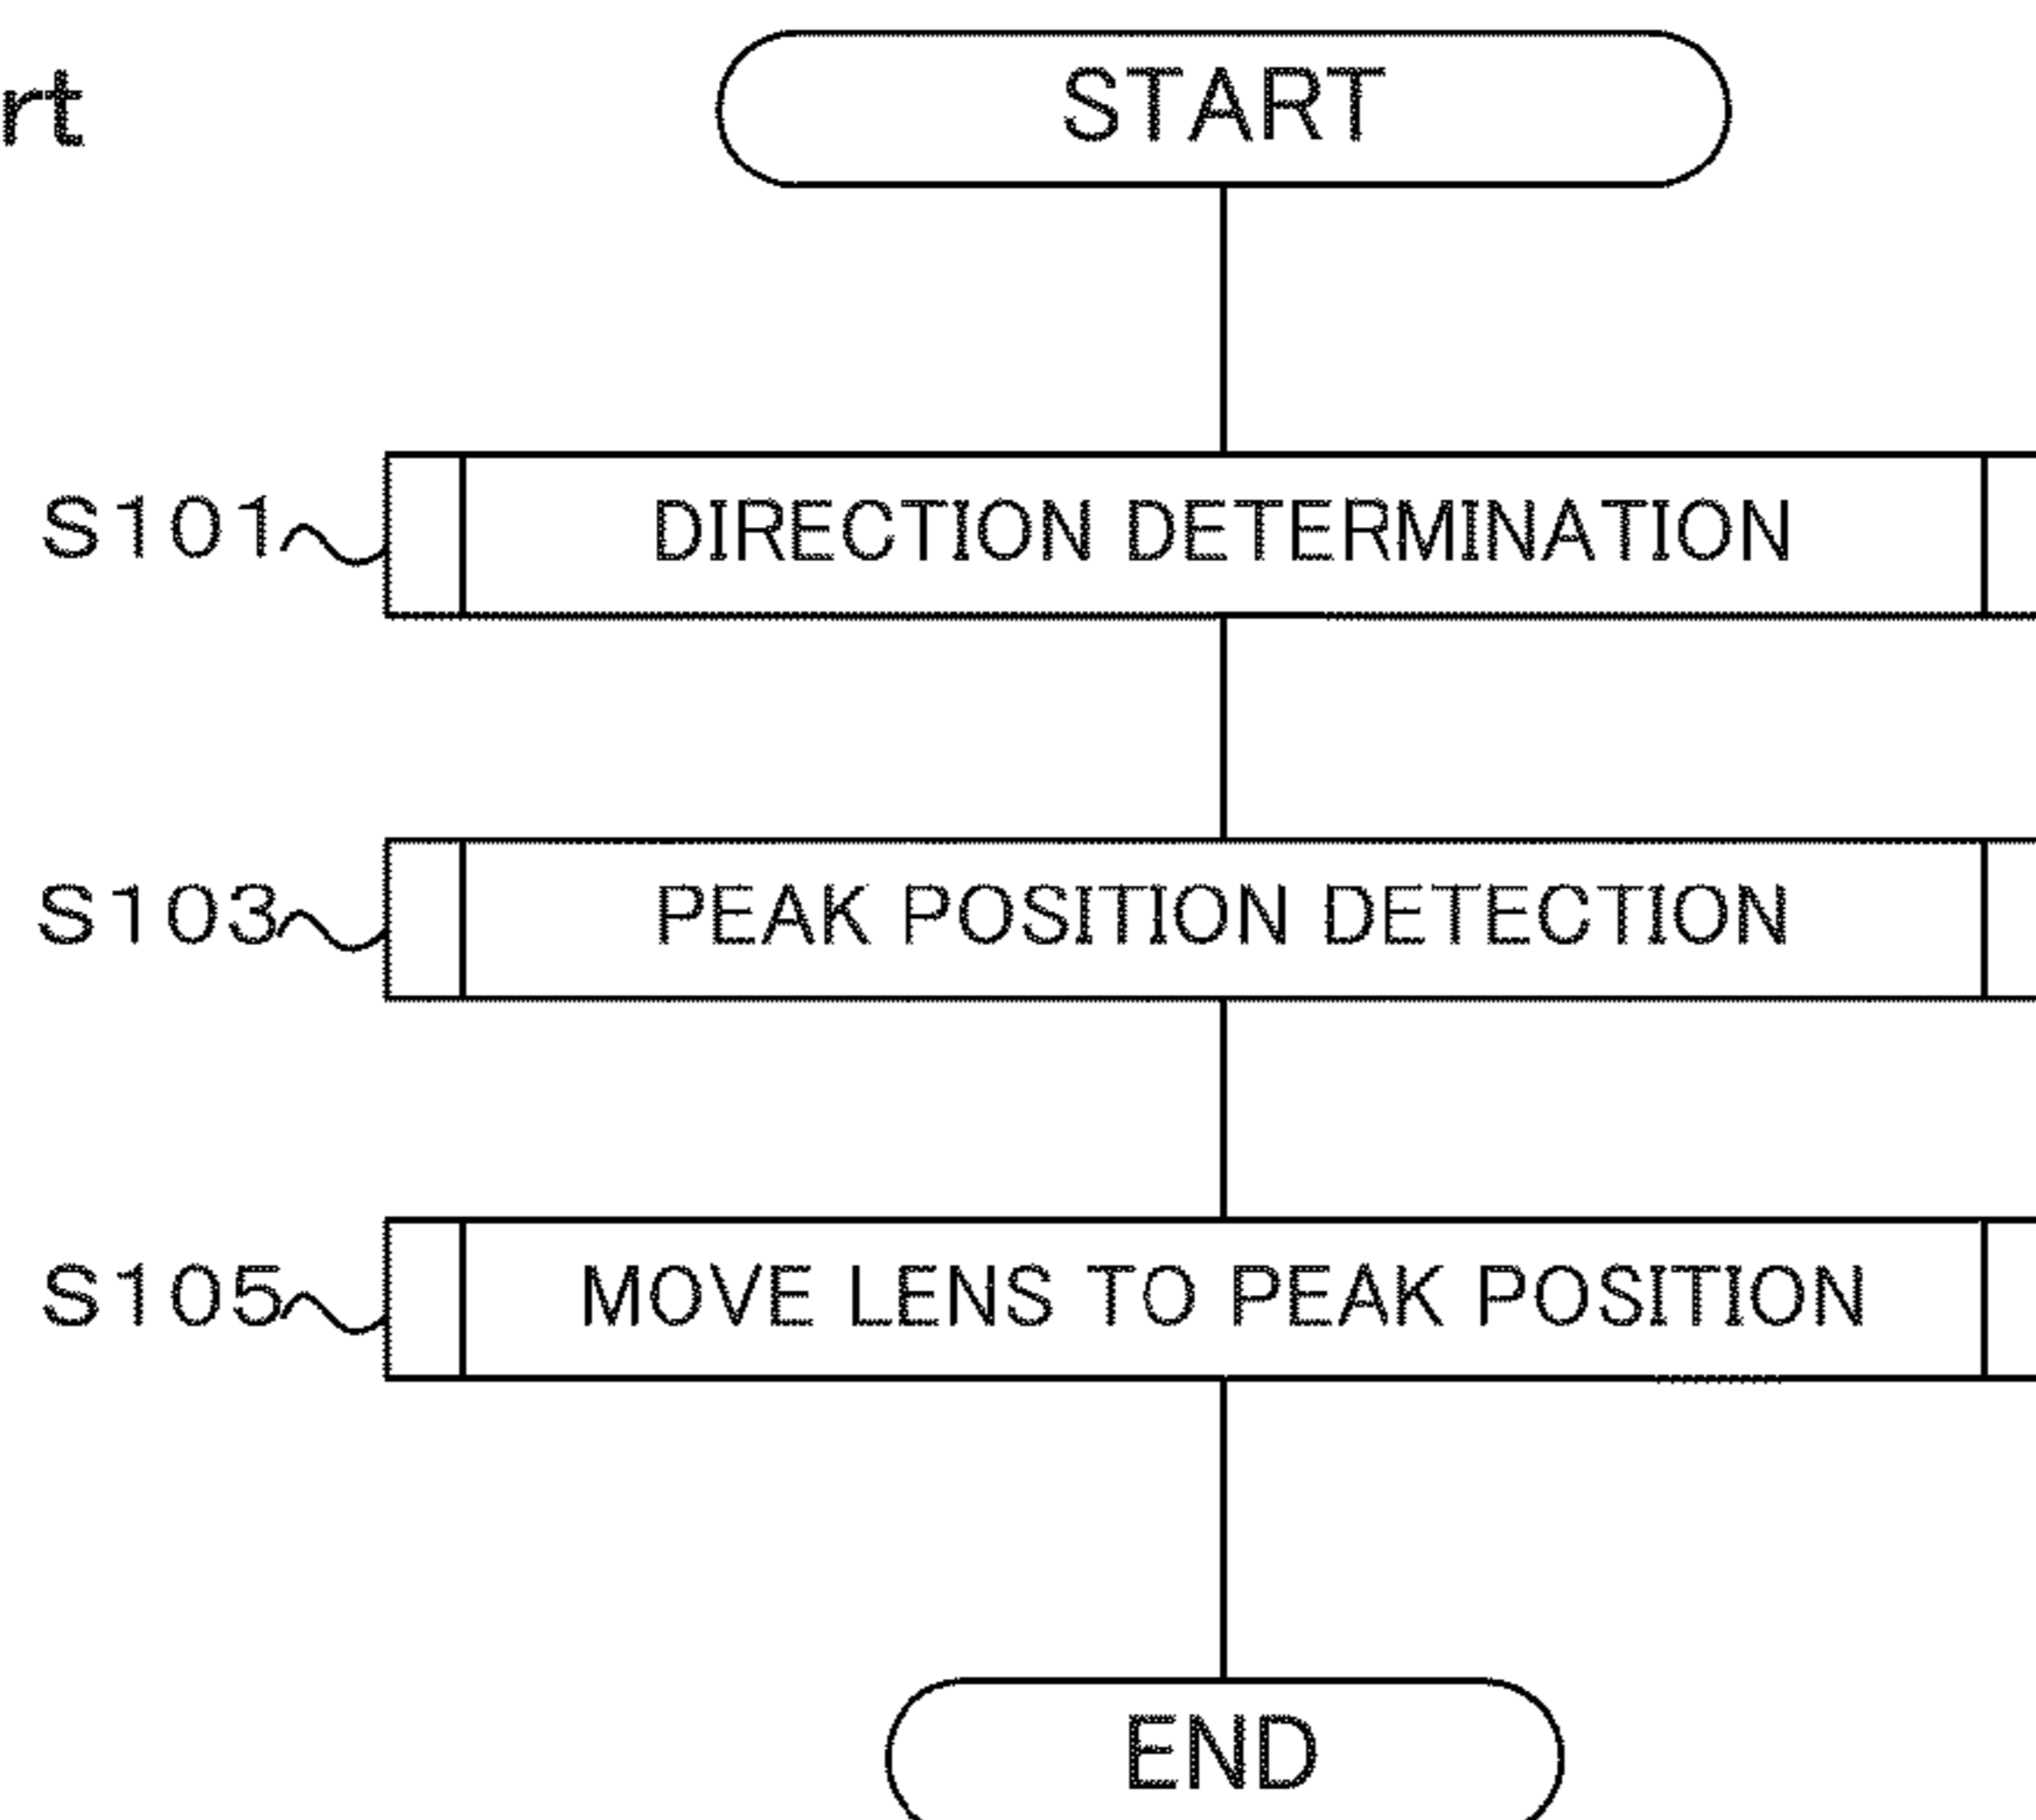 rt
START
S101 DIRECTION DETERMINATION
S103 PEAK POSITION DETECTION
S105 MOVE LENS TO PEAK POSITION
END